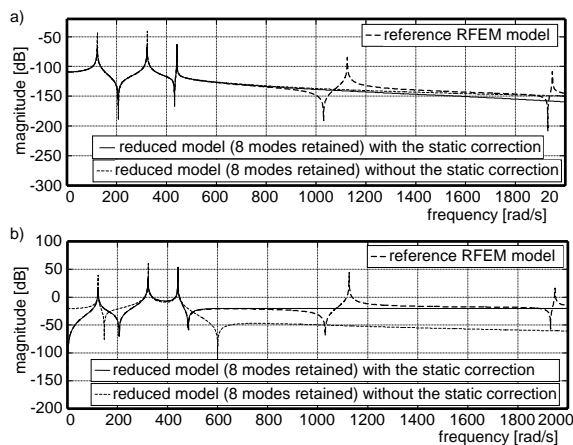 a)
magnitude [dB]
-50
-100
-150
-200
-250
-300
reference RFEM model
reduced model (8 modes retained) with the static correction
reduced model (8 modes retained) without the static correction
0 200 400 600 800 1000 1200 1400 1600 1800 20
frequency [rad/s]
b)
magnitude [dB]
100
50
0
-50
-100
-150
-200
reference RFEM model
reduced model (8 modes retained) with the static correction
reduced model (8 modes retained) without the static correction
0 200 400 600 800 1000 1200 1400 1600 1800 2000
frequency [rad/s]